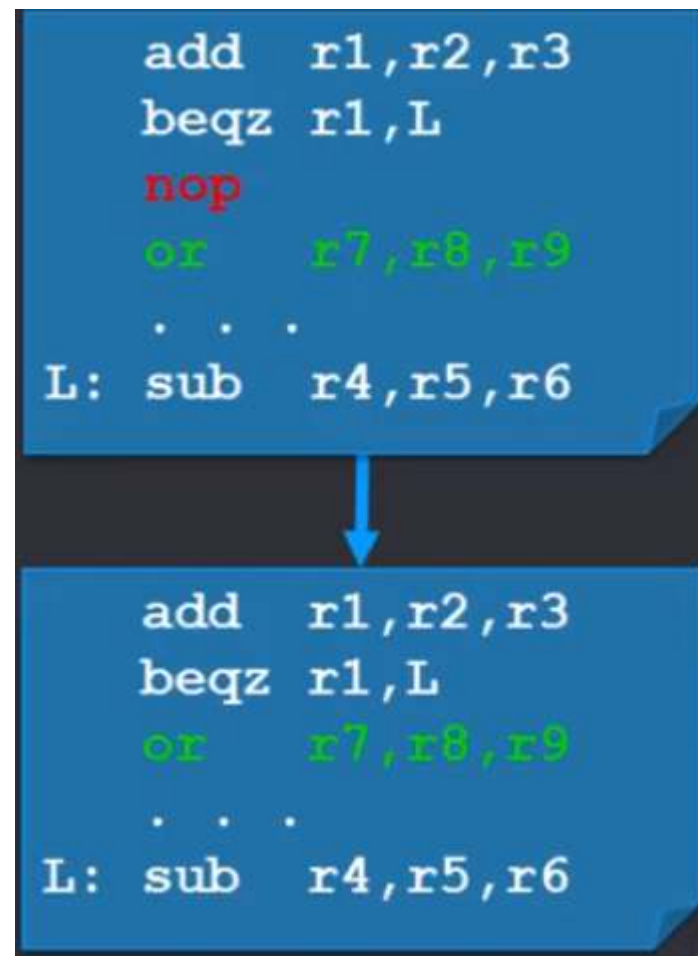 add r1,r2,r3
beqz r1,L
nop
or r7,r8,r9
. . .
L: sub r4,r5,r6
add r1,r2,r3
beqz r1,L
or r7,r8,r9
. . .
L: sub r4,r5,r6